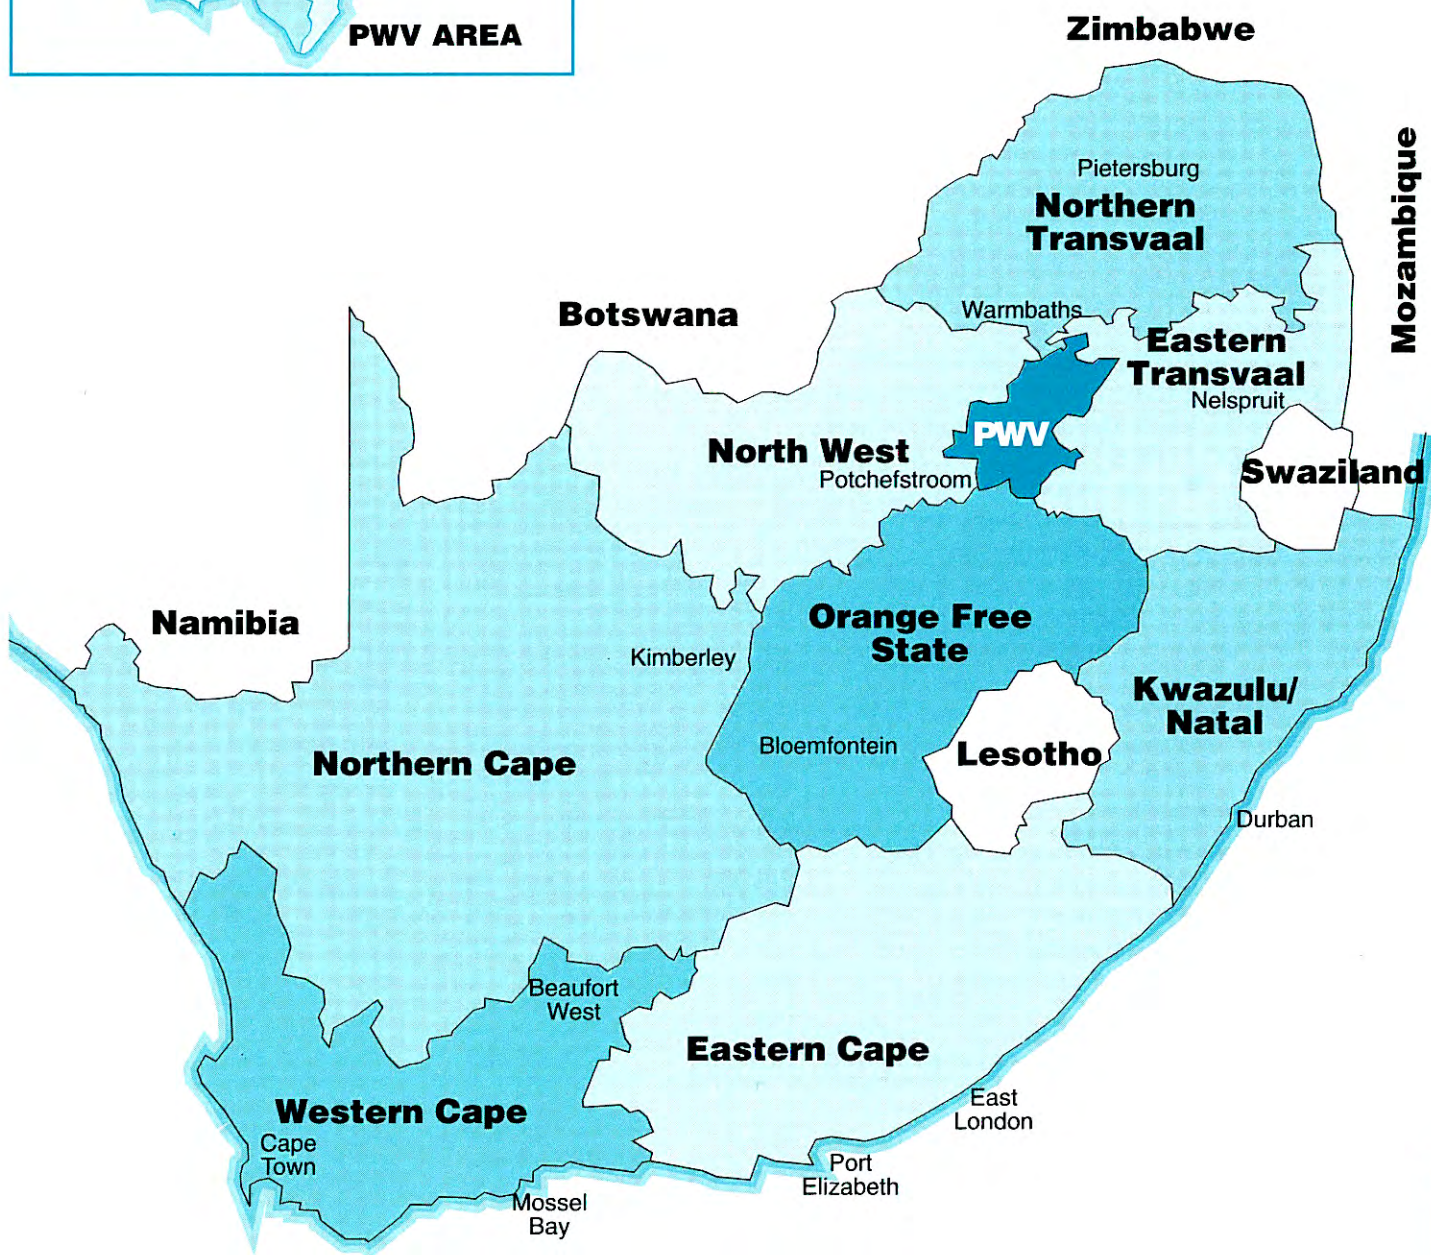 PWV AREA
Zimbabwe
Mozambique
Pietersburg
Northern
Transvaal
Botswana
Warmbaths
Eastern
Transvaal
Nelspruit
PWV
North West
Potchefstroom
Swaziland
Namibia
Orange Free
State
Kimberley
Kwazulu/
Natal
Bloemfontein
Lesotho
Northern Cape
Durban
Beaufort
West
Eastern Cape
Western Cape
East
London
Cape
Town
Port
Elizabeth
Mossel
Bay